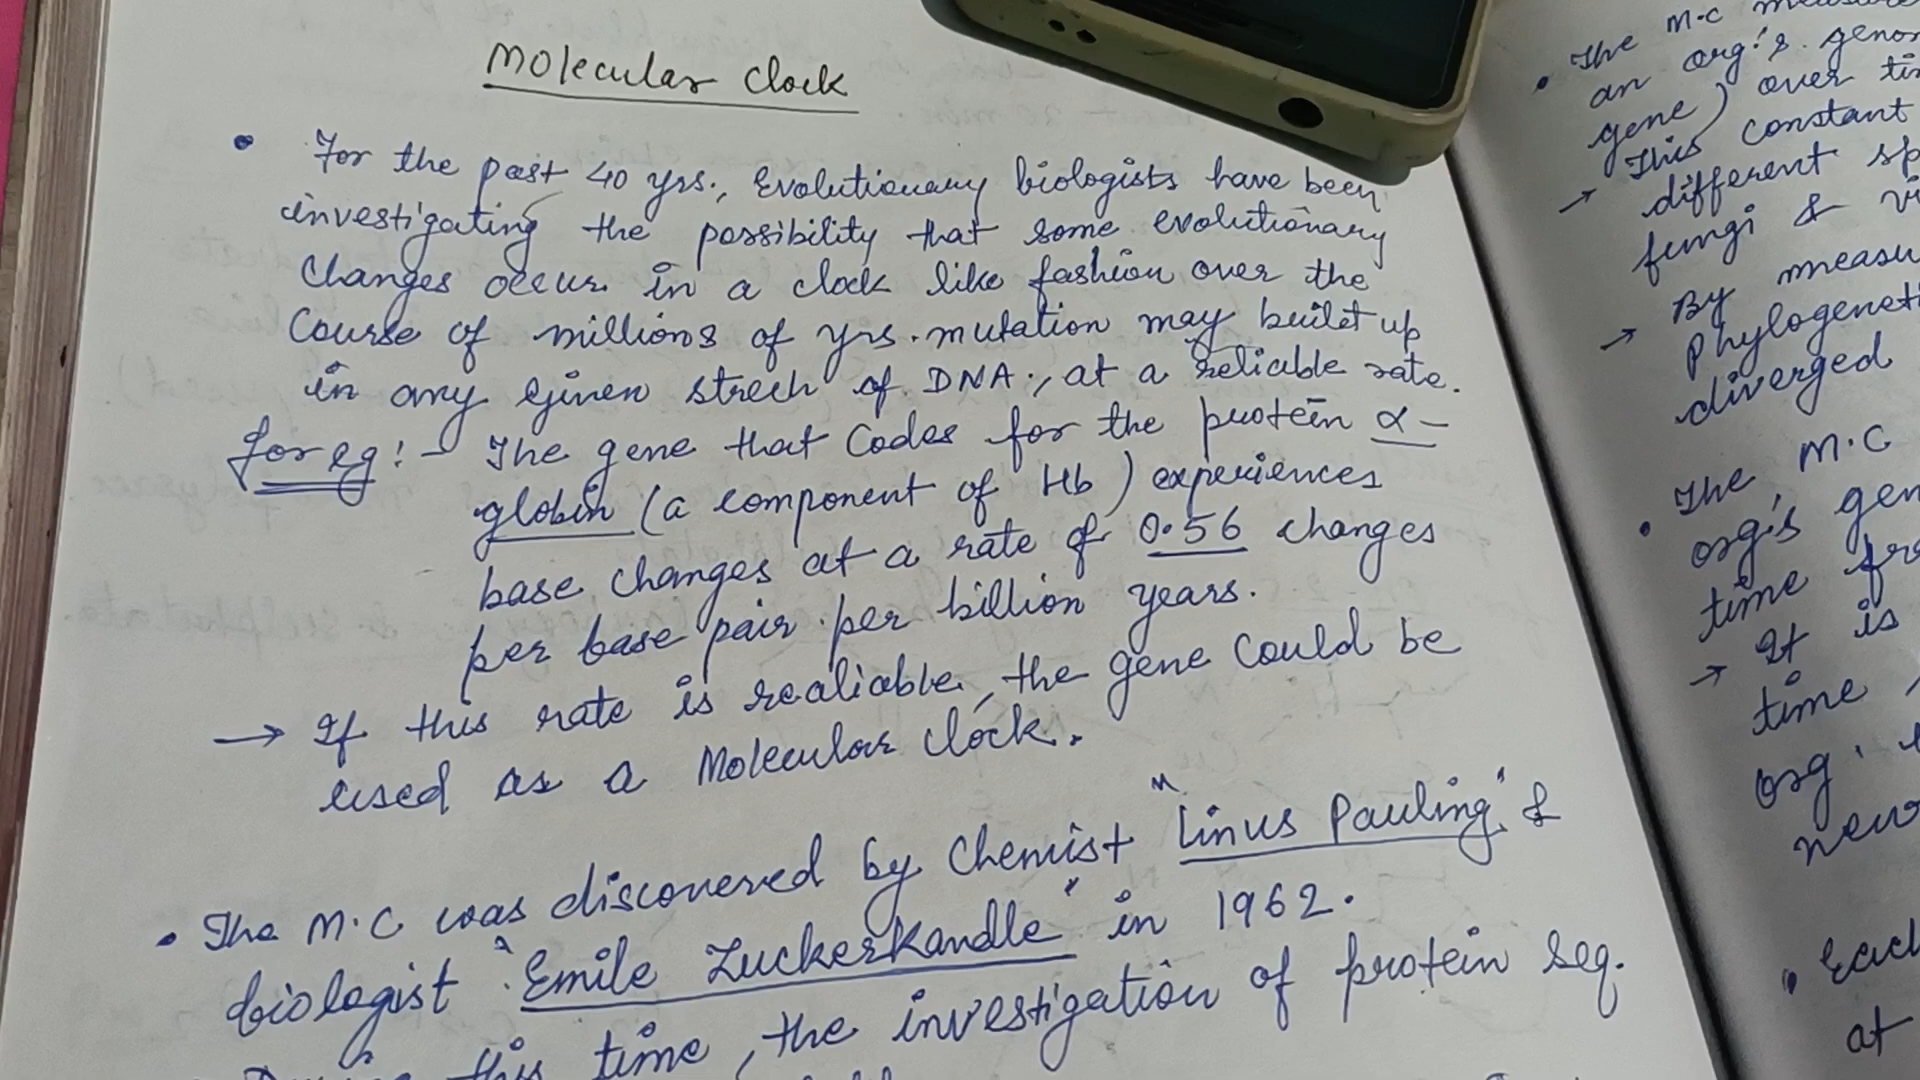 Molecular Clock
• For the past 40 yrs., Evolutionary biologists have been
investigating the possibility that some evolutionary
Changes occur in a clock like fashion over the
Course of millions of yrs. mutation may built up
in any given strech of DNA., at a reliable rate.
for eg:- The gene that Codes for the protein α-
globin (a component of Hb) experiences
base changes at a rate of 0.56 changes
per base pair per billion years.
→ If this rate is realiable, the gene could be
used as a Molecular clock.
• The M.C was discovered by Chemist "Linus Pauling" &
biologist "Emile Zuckerkandle" in 1962.
this time, the investigation of protein seq.
• The M.C
an org's. genom
gene) over tim
→ This constant
different sp
fungi & vi
→ By measu
Phylogeneti
diverged
• The M.C
org's gen
time fro
→ It is
time
org.
new
• Each
at